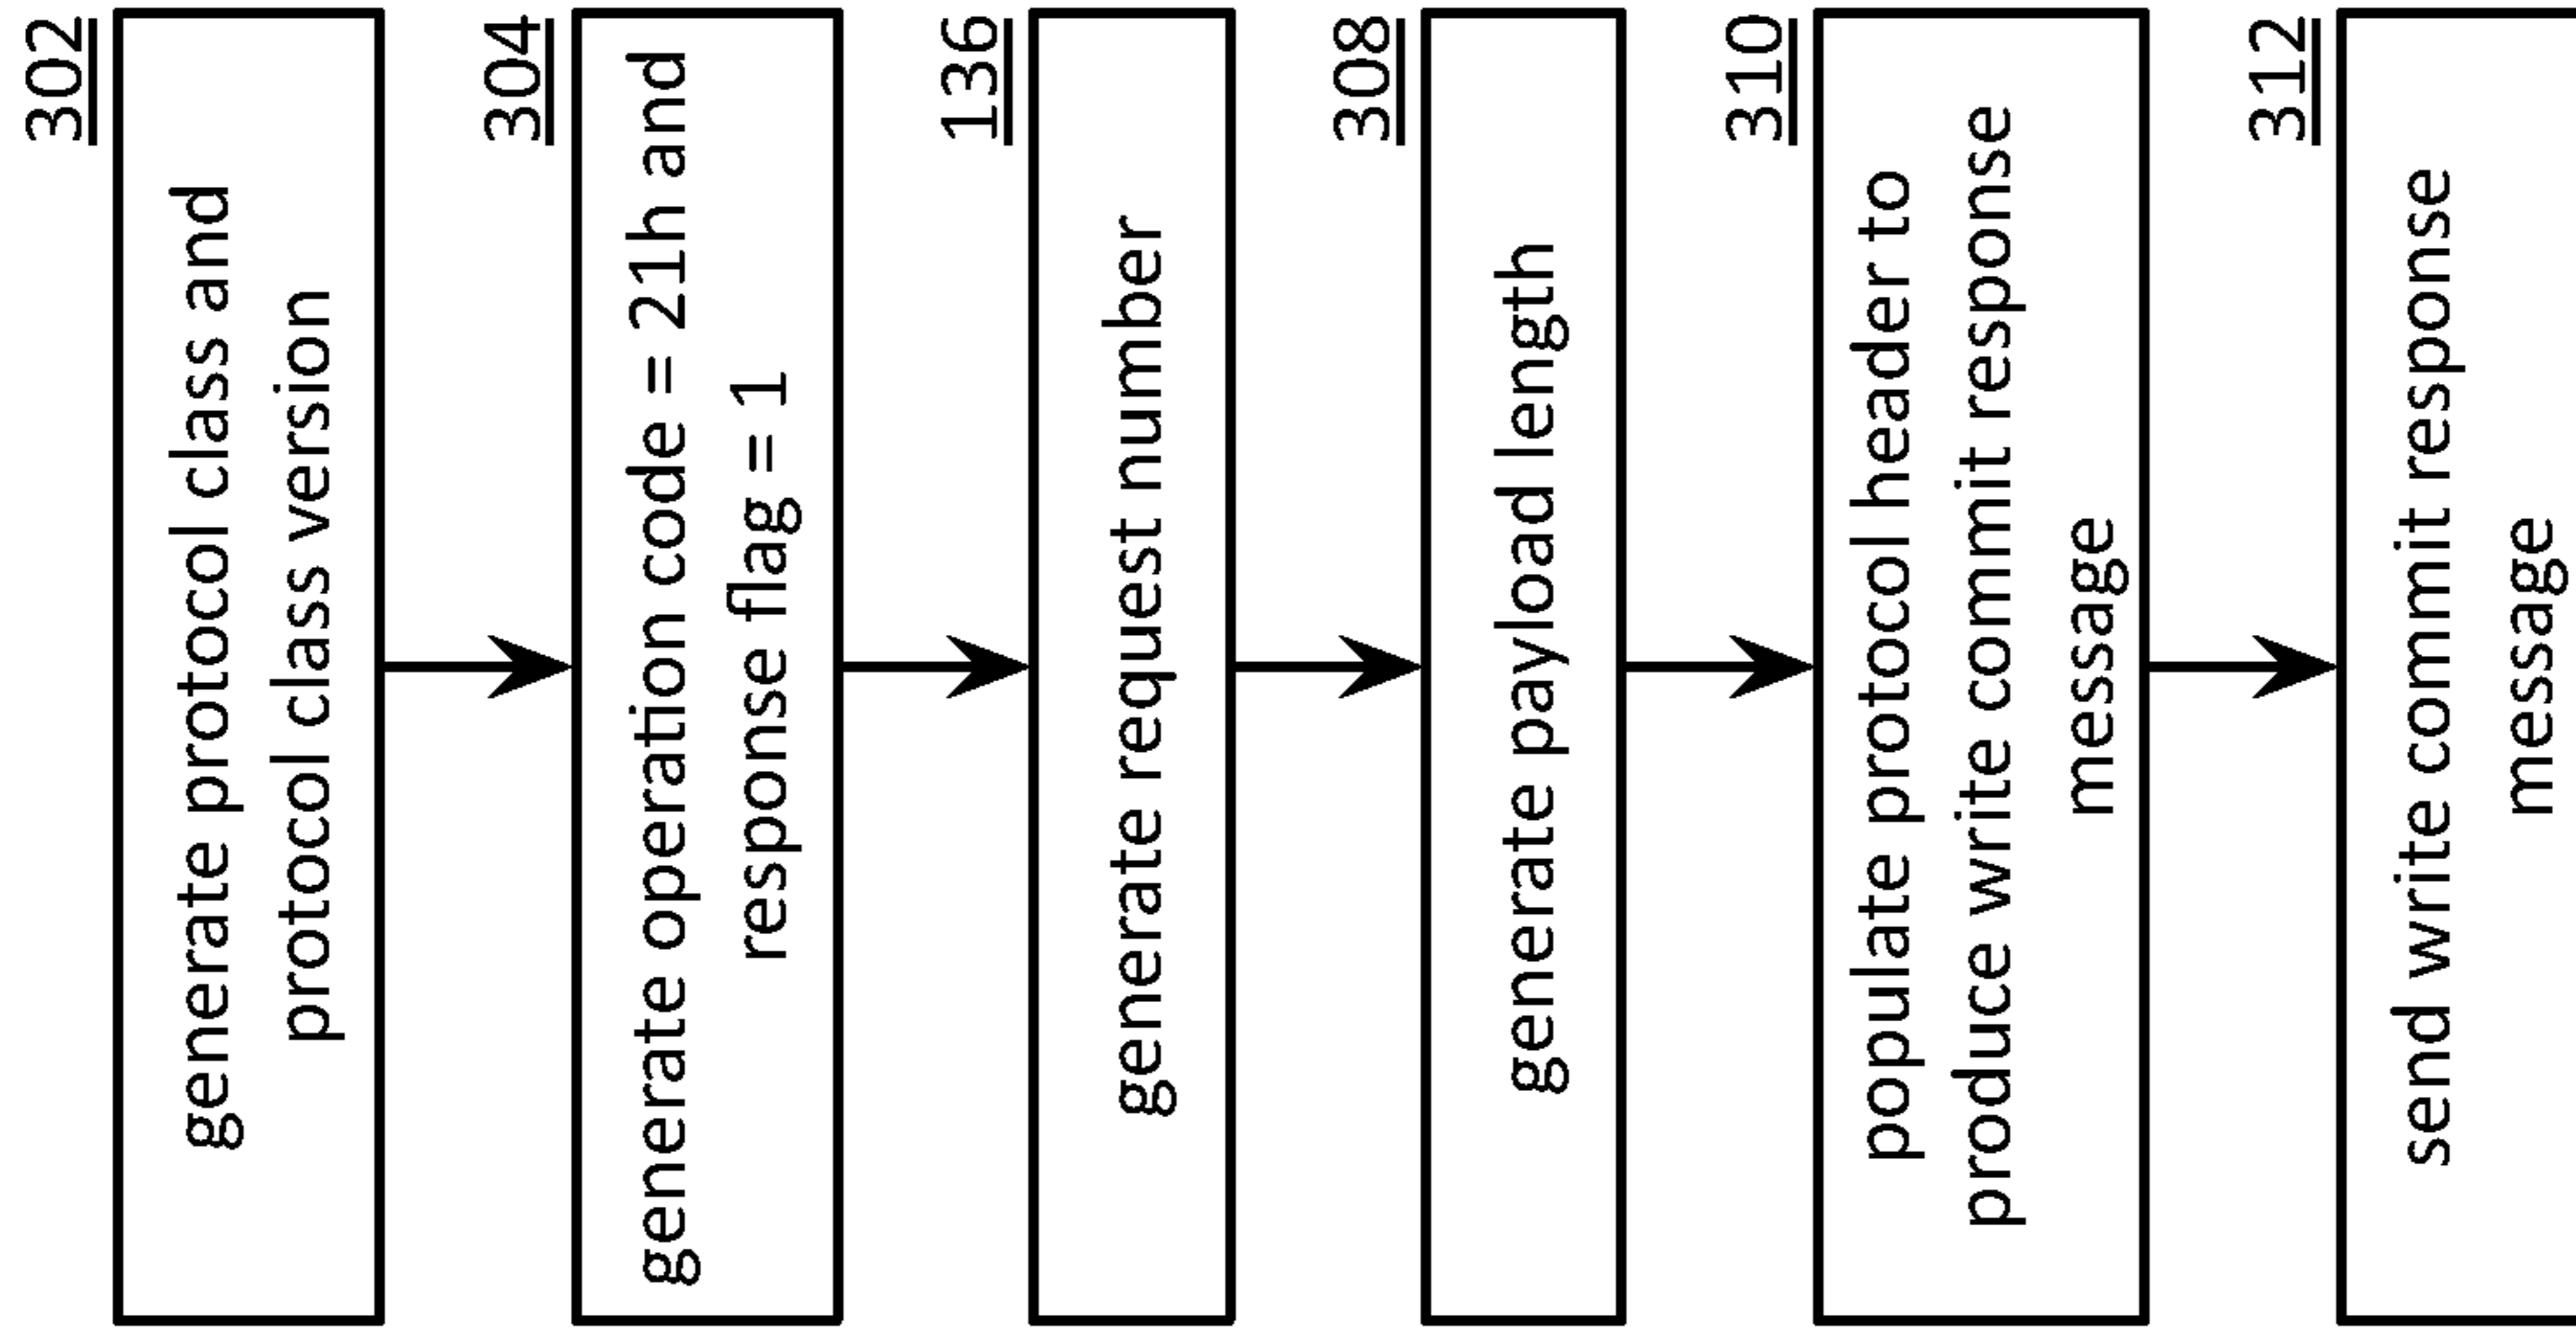 302
generate protocol class and
protocol class version
304
generate operation code = 21h and
response flag = 1
136
generate request number
308
generate payload length
310
populate protocol header to
produce write commit response
message
312
send write commit response
message